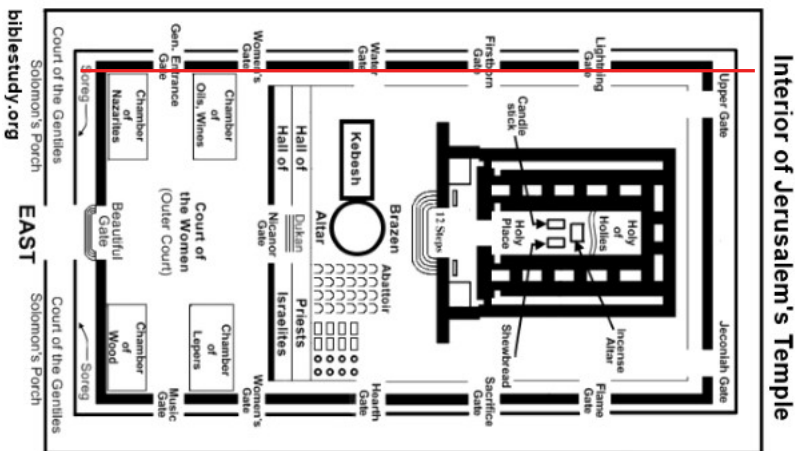 Interior of Jerusalem's Temple
Upper Gate
Jeconiah Gate
Lightning
Gate
Flame
Gate
Firstborn
Gate
Sacrifice
Gate
Water
Gate
Hearth
Gate
Women's
Gate
Women's
Gate
Gen. Entrance
Gate
Music
Gate
Holy
of
Holies
Incense
Altar
Candle
stick
Shewbread
Holy
Place
12 Steps
Kebesh
Brazen
Altar
Abattoir
Hall of
Priests
Hall of
Israelites
Dukan
Nicanor
Gate
Chamber
of
Oils, Wines
Chamber
of
Lepers
Court of
the Women
(Outer Court)
Chamber
of
Nazarites
Chamber
of
Wood
Beautiful
Gate
Soreg
Soreg
Court of the Gentiles
Solomon's Porch
Court of the Gentiles
Solomon's Porch
EAST
biblestudy.org